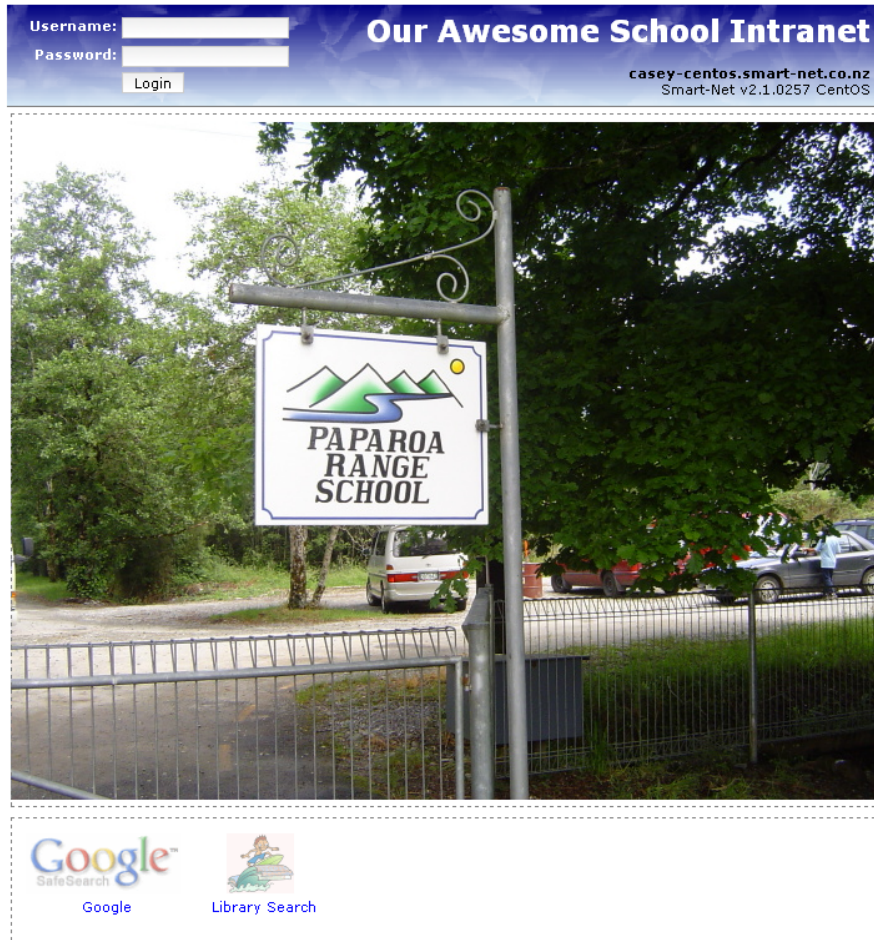 Username:
Password:
Login
Our Awesome School Intranet
casey-centos.smart-net.co.nz
Smart-Net v2.1.0257 CentOS
PAPAROA
RANGE
SCHOOL
Google™
SafeSearch
Google
Library Search